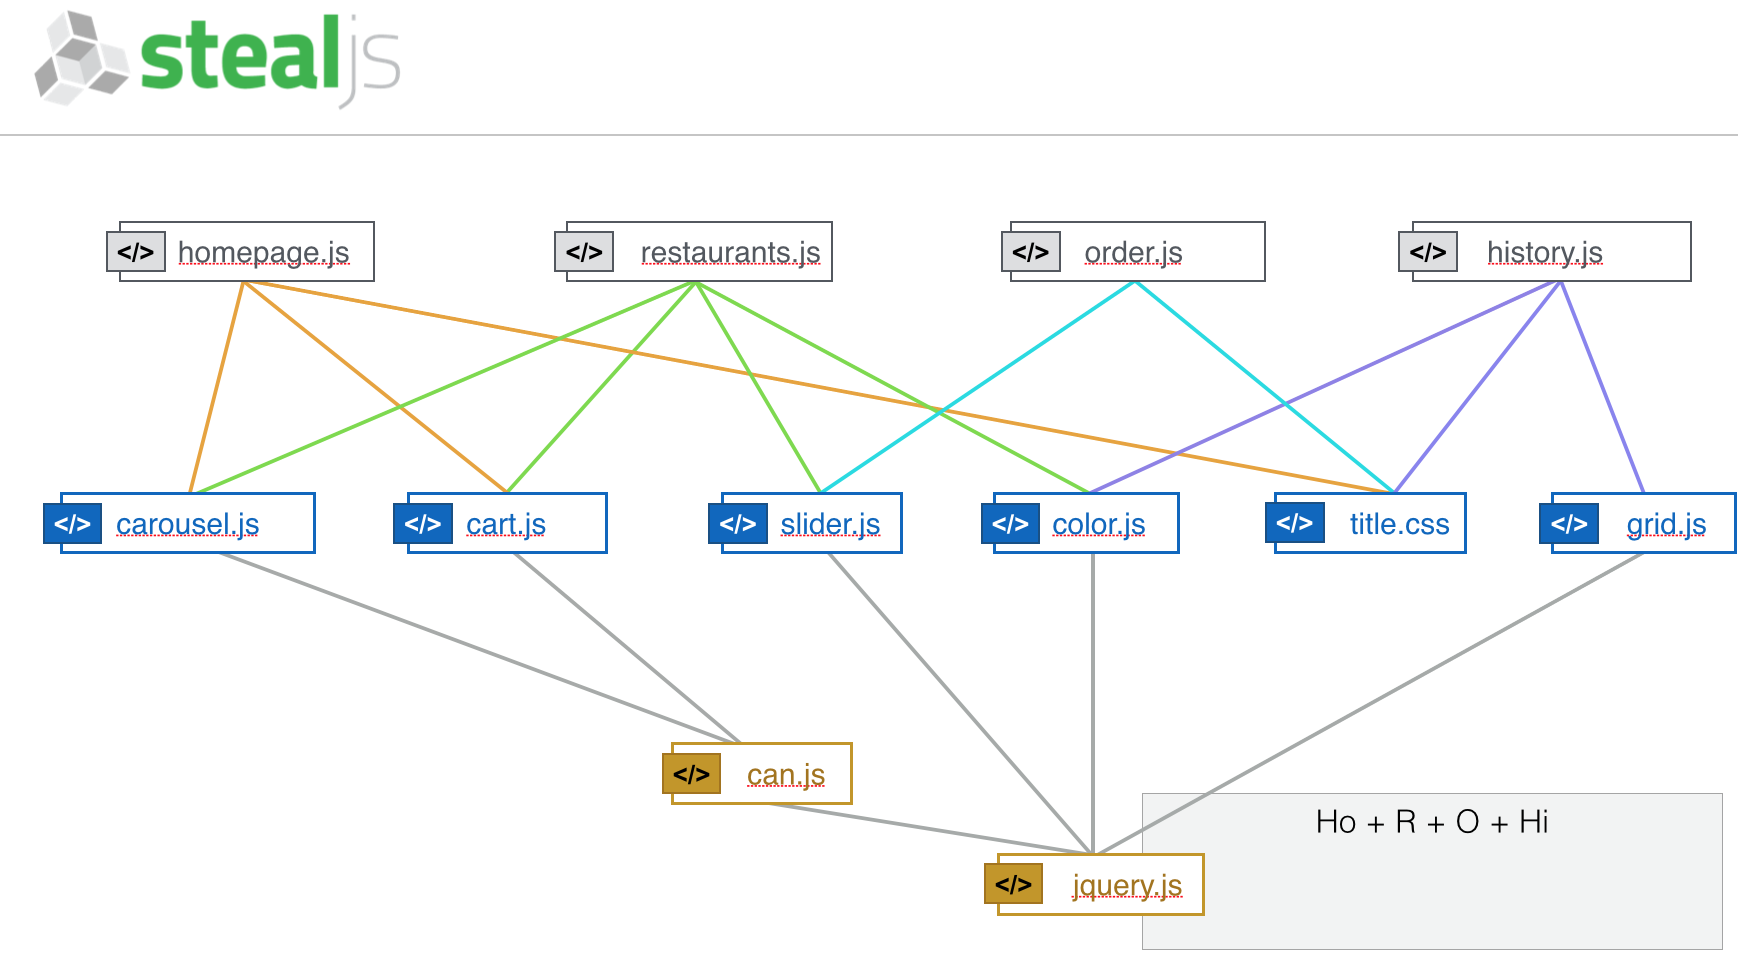 stealjs
</> homepage.js
</> restaurants.js
</> order.js
</> history.js
</> carousel.js
</> cart.js
</> slider.js
</> color.js
</> title.css
</> grid.js
</> can.js
Ho + R + O + Hi
</> jquery.js